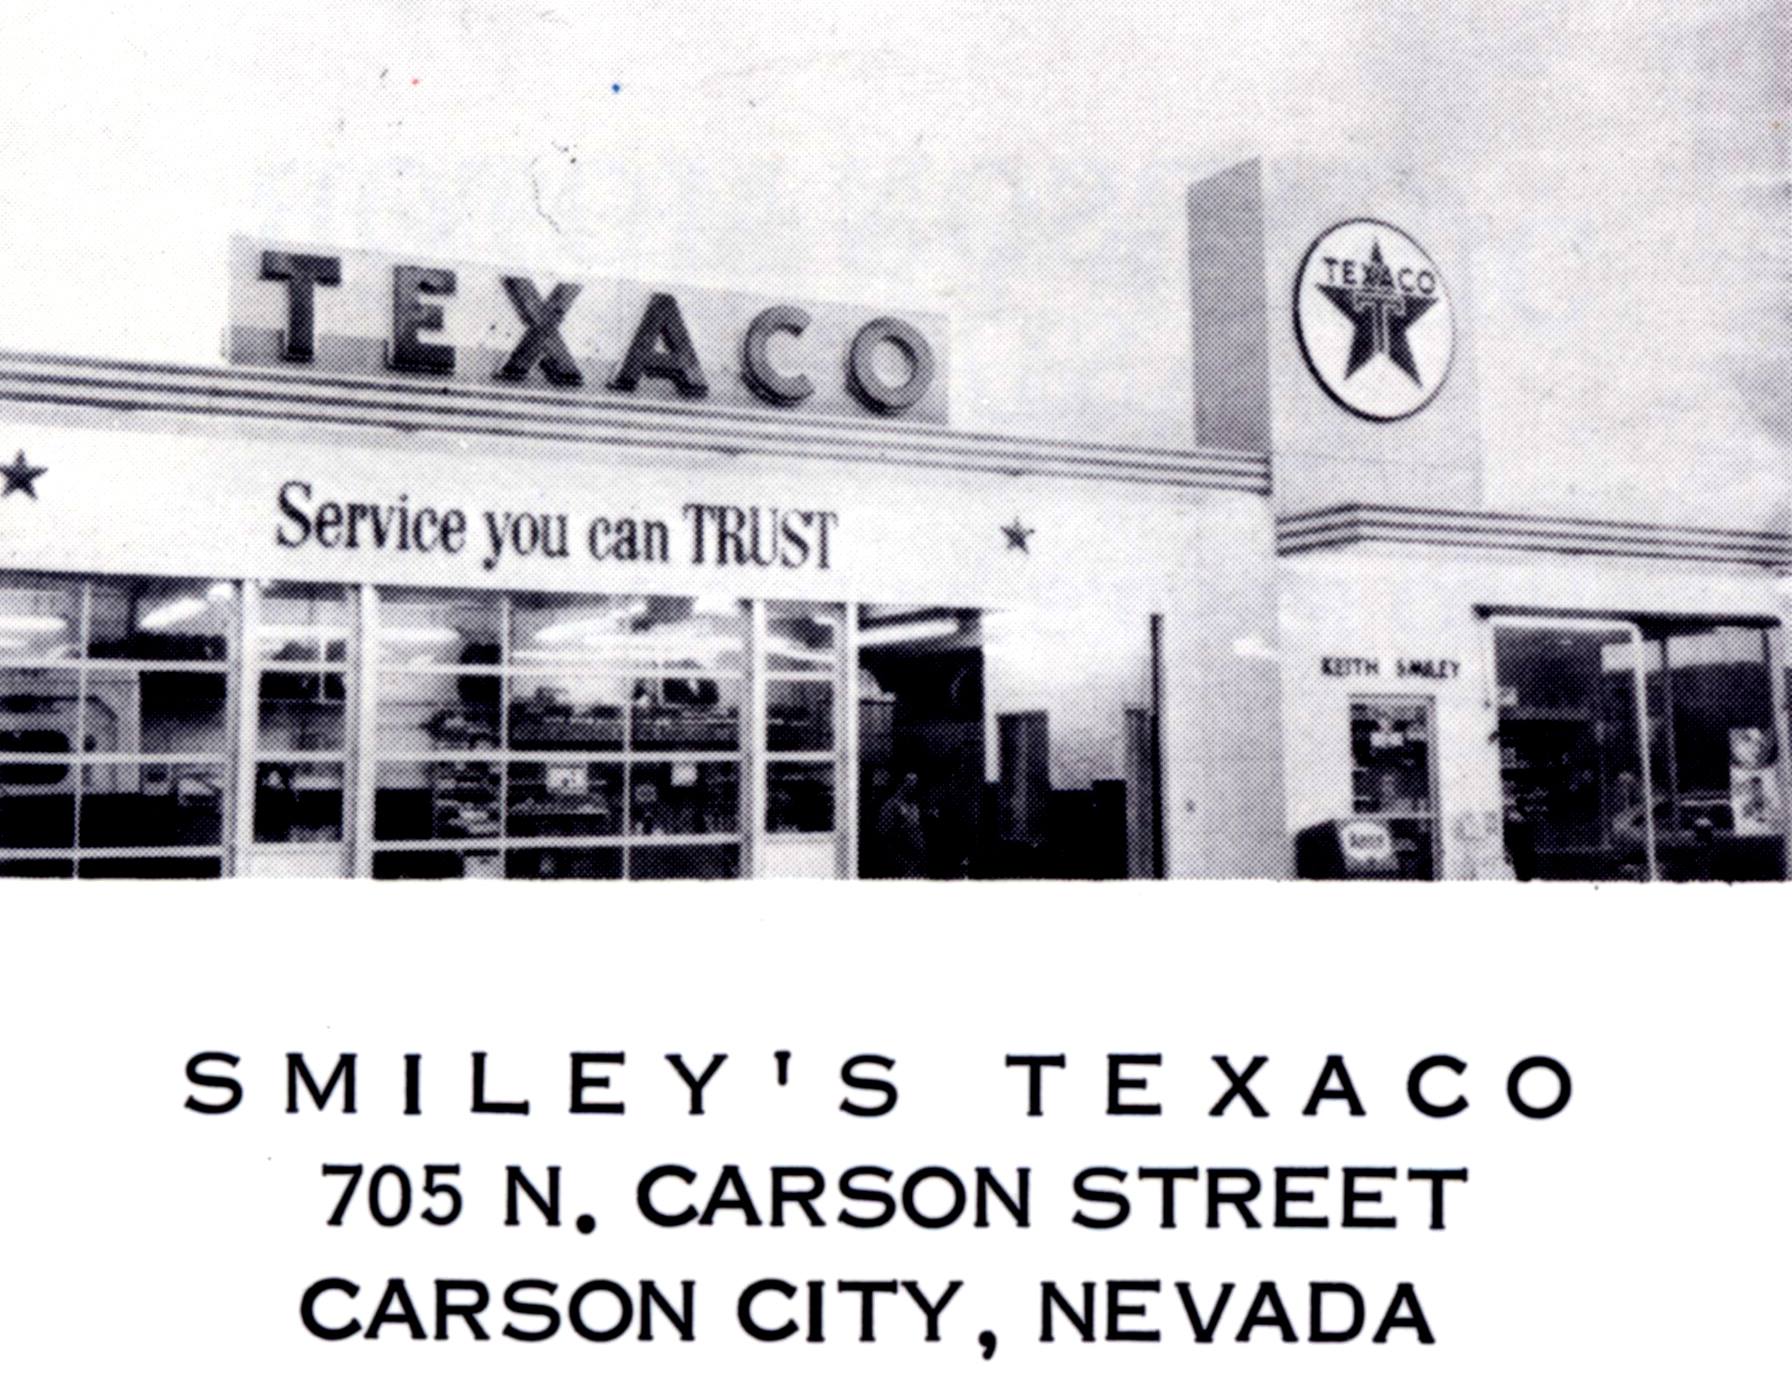 TEXACO
TEXACO
T
Service you can TRUST
KEITH SMILEY
SMILEY'S TEXACO
705 N. CARSON STREET
CARSON CITY, NEVADA